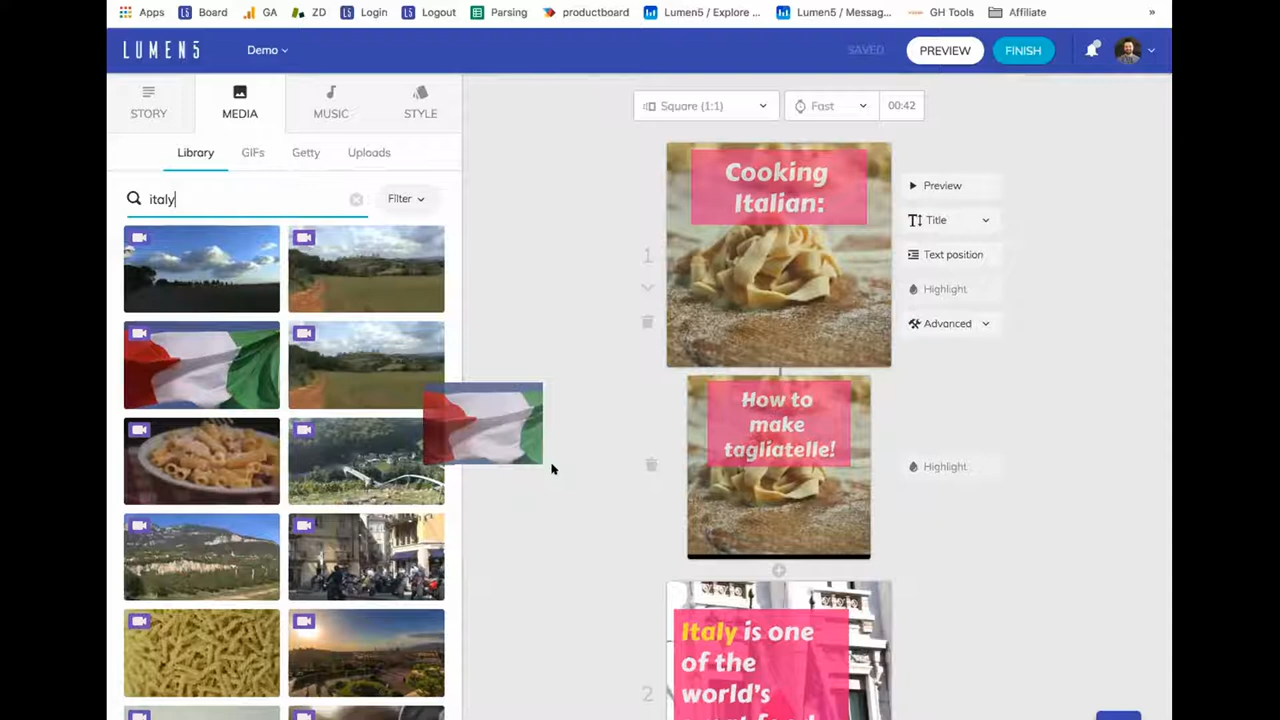 Apps Board GA ZD Login Logout Parsing productboard Lumen5 / Explore ... Lumen5 / Messag... GH Tools Affiliate »
LUMEN5 Demo SAVED PREVIEW FINISH
STORY MEDIA MUSIC STYLE
Square (1:1) Fast 00:42
Library GIFs Getty Uploads
italy Filter
Cooking
Italian:
1
Preview
Title
Text position
Highlight
Advanced
How to
make
tagliatelle!
Highlight
2
Italy is one
of the
world's